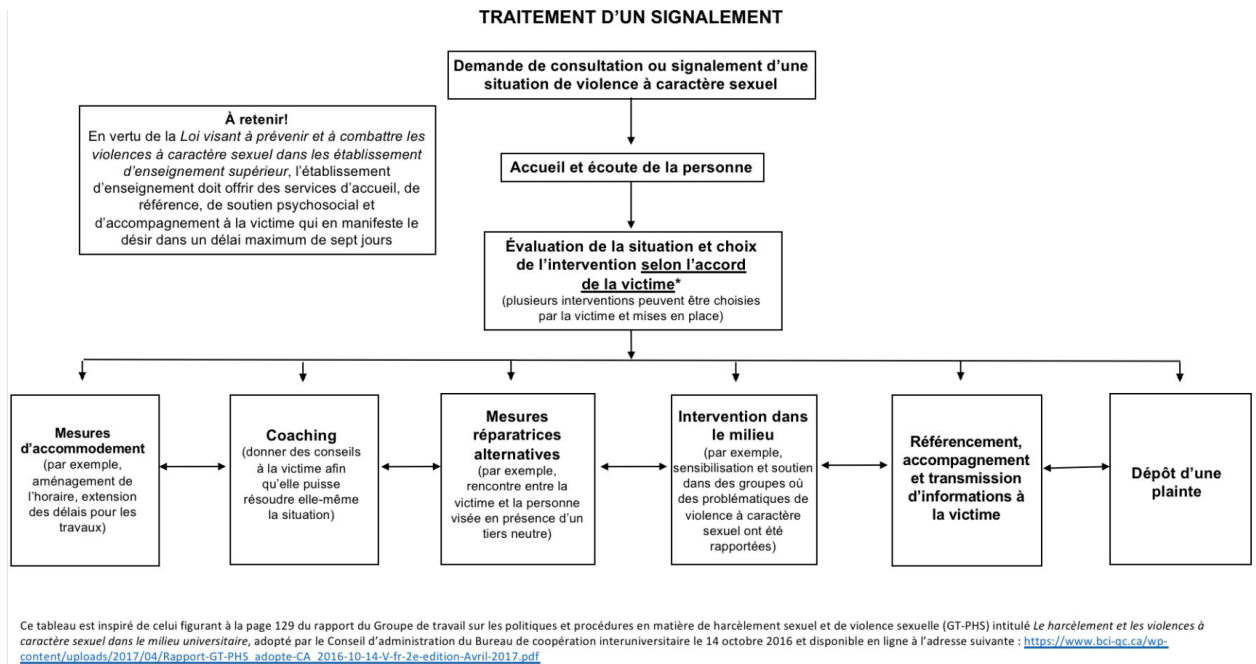 TRAITEMENT D'UN SIGNALEMENT
Demande de consultation ou signalement d'une
situation de violence à caractère sexuel
À retenir!
En vertu de la Loi visant à prévenir et à combattre les
violences à caractère sexuel dans les établissement
d'enseignement supérieur, l'établissement
d'enseignement doit offrir des services d'accueil, de
référence, de soutien psychosocial et
d'accompagnement à la victime qui en manifeste le
désir dans un délai maximum de sept jours
Accueil et écoute de la personne
Évaluation de la situation et choix
de l'intervention selon l'accord
de la victime*
(plusieurs interventions peuvent être choisies
par la victime et mises en place)
Mesures
d'accommodement
(par exemple,
aménagement de
l'horaire, extension
des délais pour les
travaux)
Coaching
(donner des conseils
à la victime afin
qu'elle puisse
résoudre elle-même
la situation)
Mesures
réparatrices
alternatives
(par exemple,
rencontre entre la
victime et la personne
visée en présence d'un
tiers neutre)
Intervention dans
le milieu
(par exemple,
sensibilisation et soutien
dans des groupes où
des problématiques de
violence à caractère
sexuel ont été
rapportées)
Référencement,
accompagnement
et transmission
d'informations à
la victime
Dépôt d'une
plainte
Ce tableau est inspiré de celui figurant à la page 129 du rapport du Groupe de travail sur les politiques et procédures en matière de harcèlement sexuel et de violence sexuelle (GT-PHS) intitulé Le harcèlement et les violences à
caractère sexuel dans le milieu universitaire, adopté par le Conseil d'administration du Bureau de coopération interuniversitaire le 14 octobre 2016 et disponible en ligne à l'adresse suivante : https://www.bci-qc.ca/wp-
content/uploads/2017/04/Rapport-GT-PHS_adopte-CA_2016-10-14-V-fr-2e-edition-Avril-2017.pdf